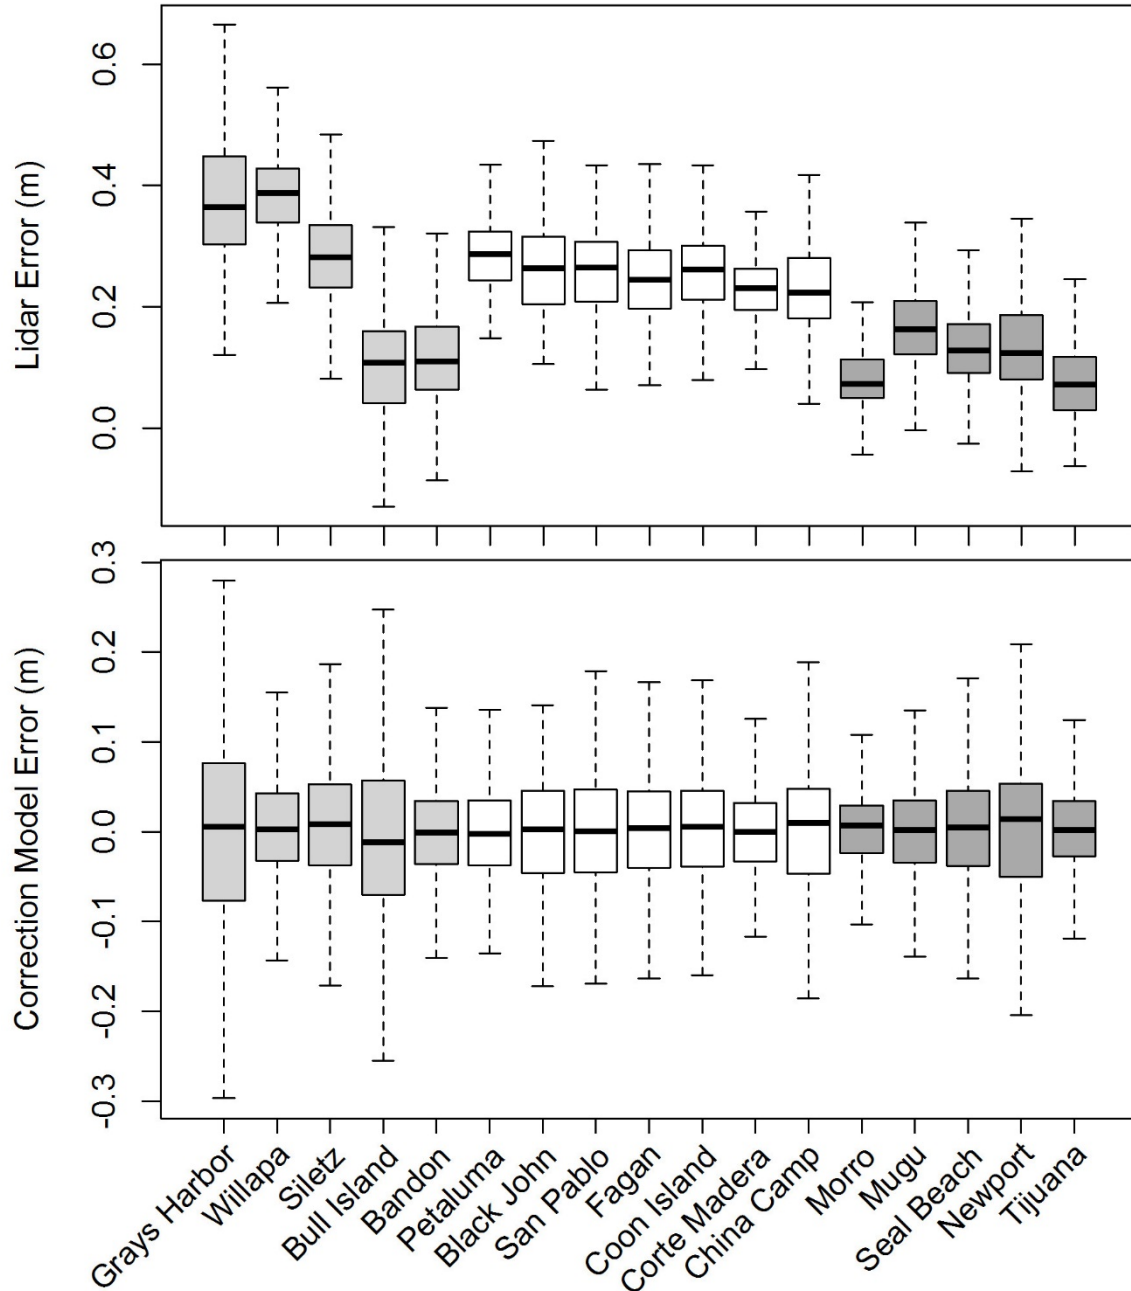 Lidar Error (m)
0.6
0.4
0.2
0.0
Correction Model Error (m)
0.3
0.2
0.1
0.0
-0.1
-0.2
-0.3
Grays Harbor
Willapa
Siletz
Bull Island
Bandon
Petaluma
Black John
San Pablo
Fagan
Coon Island
Corte Madera
China Camp
Morro
Mugu
Seal Beach
Newport
Tijuana